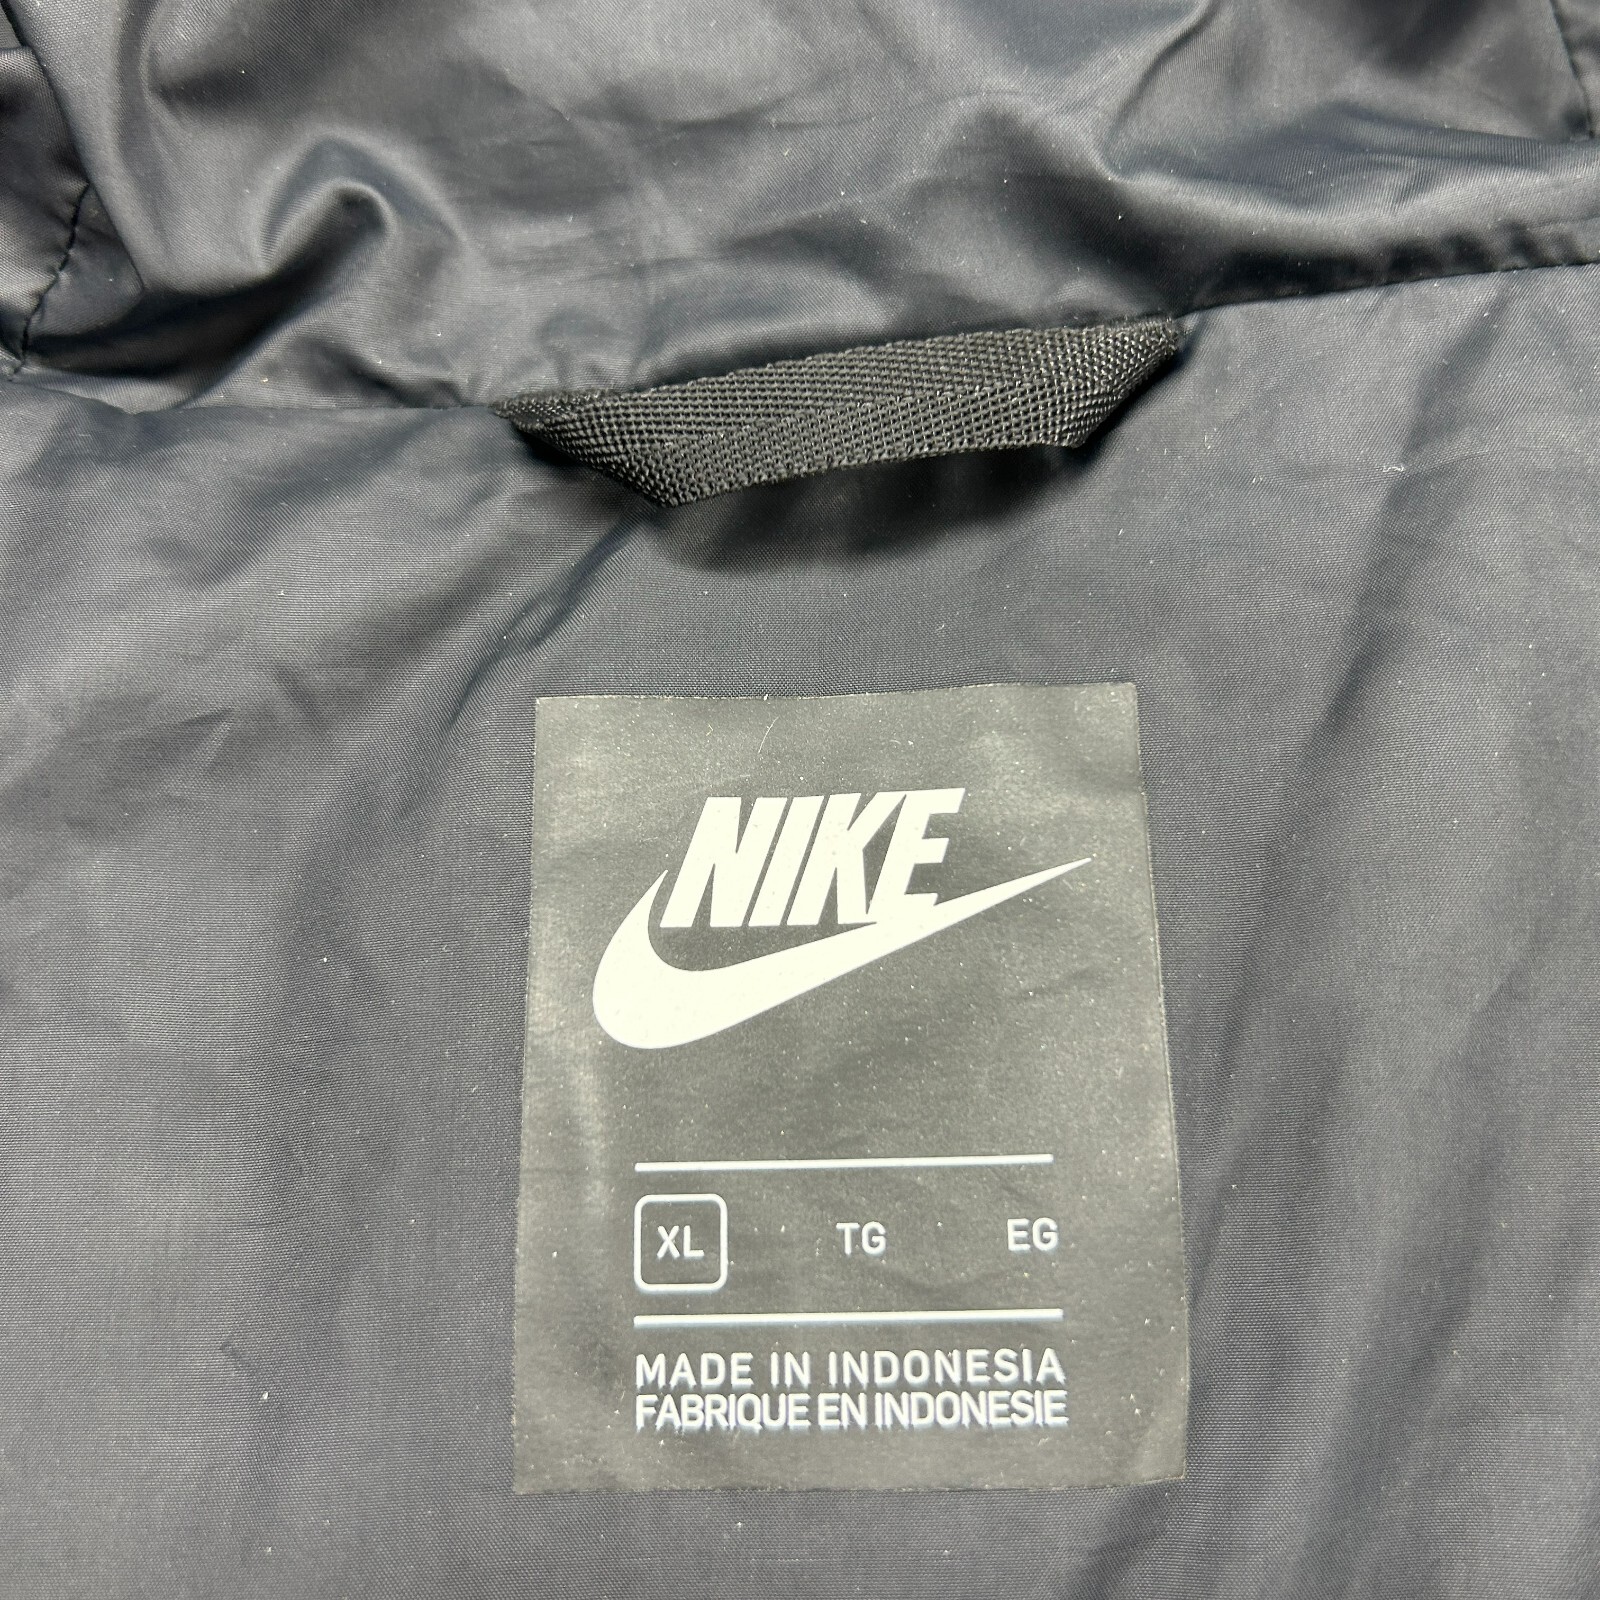 NIKE
XL TG EG
MADE IN INDONESIA
FABRIQUE EN INDONESIE